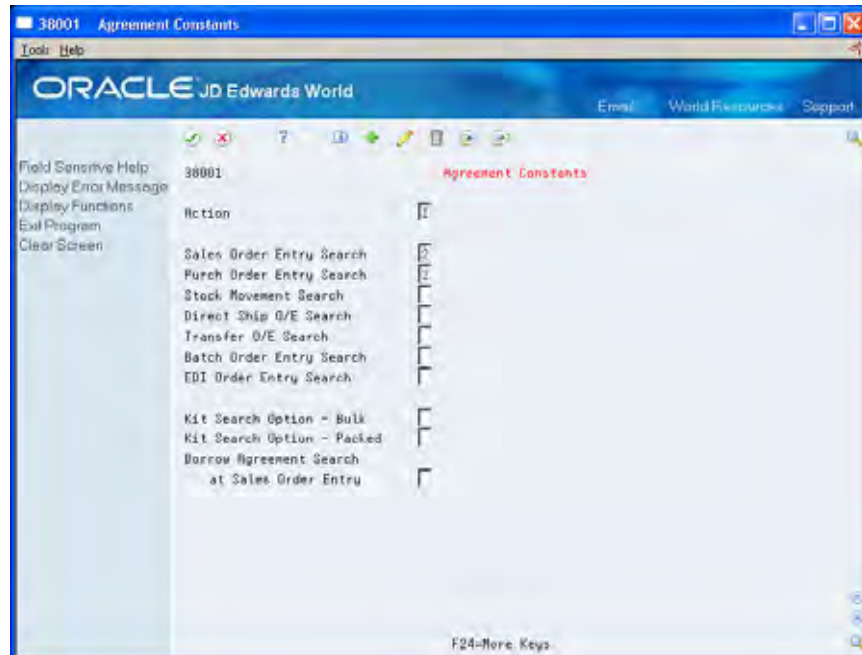 38001 Agreement Constants
Tools Help
ORACLE JD Edwards World
Email World Resources Support
Field Sensitive Help
Display Error Message
Display Functions
Exit Program
Clear Screen
38001 Agreement Constants
Action I
Sales Order Entry Search 2
Purch Order Entry Search
Stock Movement Search
Direct Ship O/E Search
Transfer O/E Search
Batch Order Entry Search
EDI Order Entry Search
Kit Search Option - Bulk
Kit Search Option - Packed
Borrow Agreement Search
at Sales Order Entry
F24=More Keys